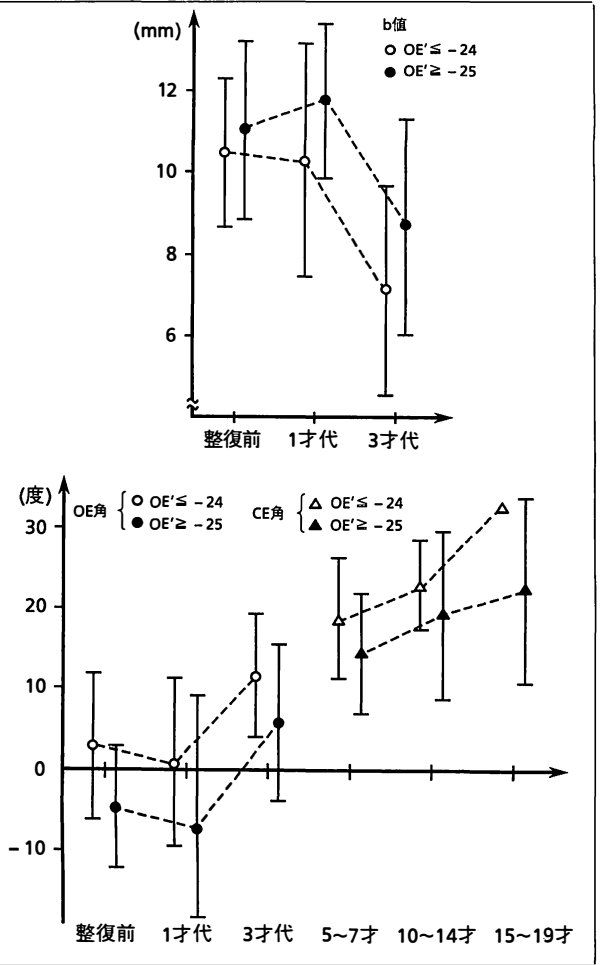 (mm)
b値
○ OE′≦ −24
● OE′≧ −25
12
10
8
6
整復前 1才代 3才代
(度)
OE角 ○ OE′≦ −24 CE角 △ OE′≦ −24
● OE′≧ −25 ▲ OE′≧ −25
30
20
10
0
−10
整復前 1才代 3才代 5~7才 10~14才 15~19才